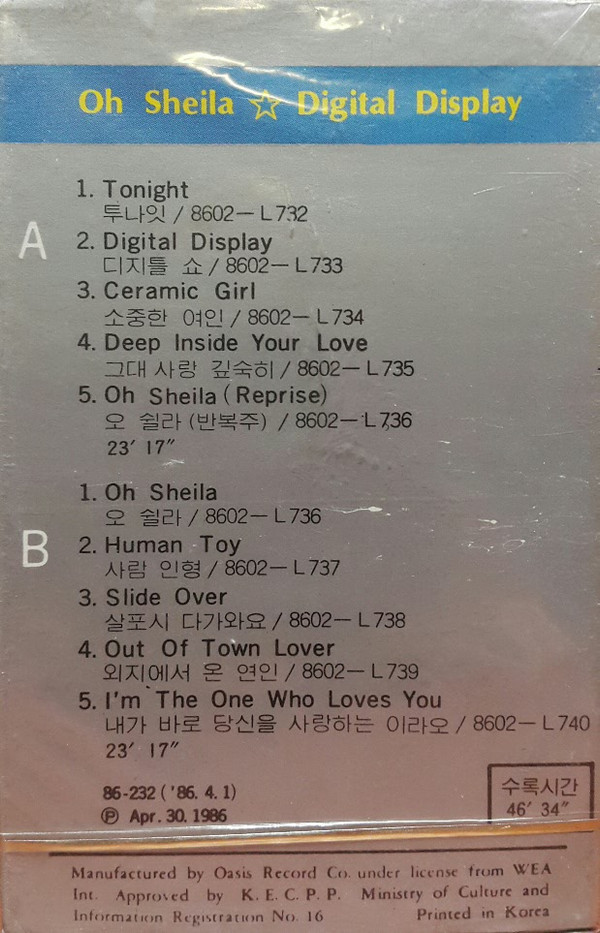 Oh Sheila ☆ Digital Display
A
1. Tonight
투나잇 / 8602-L732
2. Digital Display
디지틀 쇼 / 8602-L733
3. Ceramic Girl
소중한 여인 / 8602-L734
4. Deep Inside Your Love
그대 사랑 깊숙히 / 8602-L735
5. Oh Sheila (Reprise)
오 쉴라 (반복주) / 8602-L736
23′ 17″
B
1. Oh Sheila
오 쉴라 / 8602-L736
2. Human Toy
사람 인형 / 8602-L737
3. Slide Over
살포시 다가와요 / 8602-L738
4. Out Of Town Lover
외지에서 온 연인 / 8602-L739
5. I'm The One Who Loves You
내가 바로 당신을 사랑하는 이라오 / 8602-L740
23′ 17″
86-232 ('86. 4. 1)
Ⓟ Apr. 30. 1986
수록시간
46′ 34″
Manufactured by Oasis Record Co. under license from WEA
Int. Approved by K. E. C. P. P. Ministry of Culture and
Information Registration No. 16 Printed in Korea